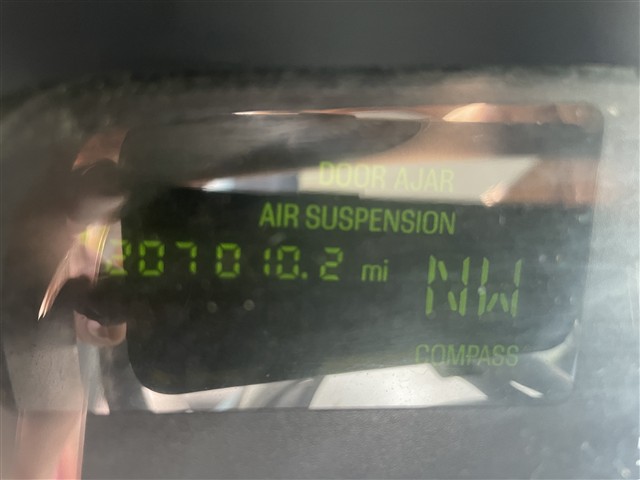 DOOR AJAR
AIR SUSPENSION
207010.2 mi
NW
COMPASS